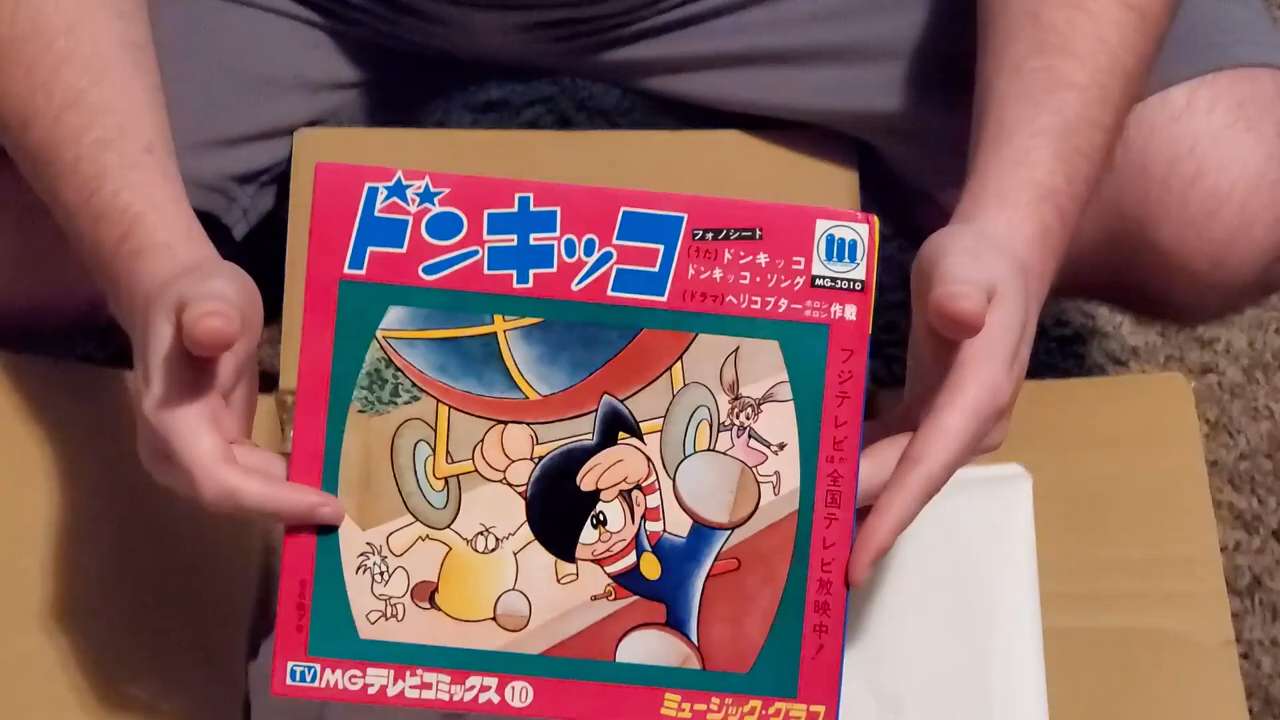 ドンキッコ
フォノシート
(うた)ドンキッコ
ドンキッコ・ソング
(ドラマ)ヘリコプターポロンポロン作戦
m
MG-3010
フジテレビほか全国テレビ放映中!
TV MGテレビコミックス⑩
ミュージック・グラフ